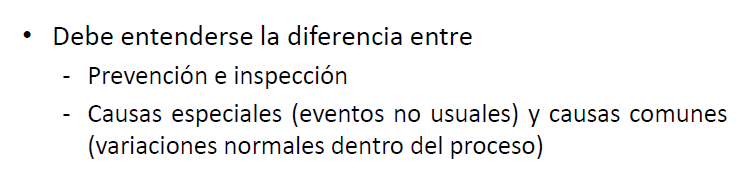 • Debe entenderse la diferencia entre
- Prevención e inspección
- Causas especiales (eventos no usuales) y causas comunes
(variaciones normales dentro del proceso)